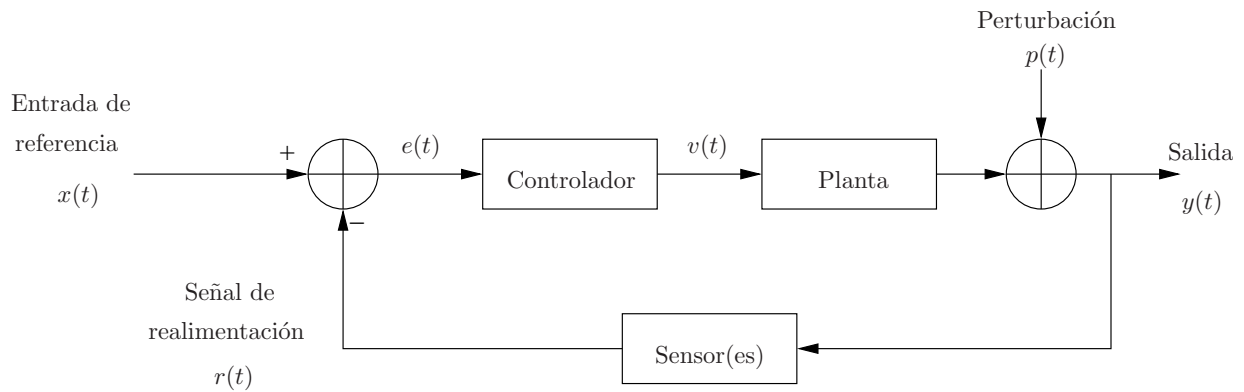 Perturbación
p(t)
Entrada de
referencia
x(t)
+
−
e(t)
Controlador
v(t)
Planta
Salida
y(t)
Señal de
realimentación
r(t)
Sensor(es)